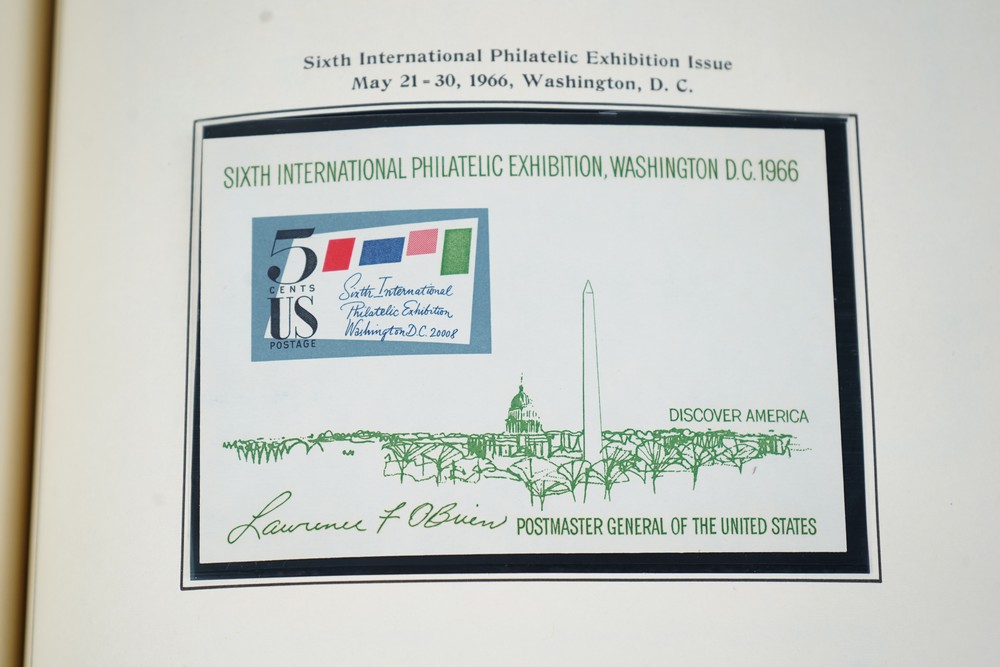 Sixth International Philatelic Exhibition Issue
May 21-30, 1966, Washington, D. C.
SIXTH INTERNATIONAL PHILATELIC EXHIBITION, WASHINGTON D.C. 1966
5
CENTS
US
POSTAGE
Sixth International
Philatelic Exhibition
Washington D.C. 20008
DISCOVER AMERICA
Lawrence F O'Brien POSTMASTER GENERAL OF THE UNITED STATES